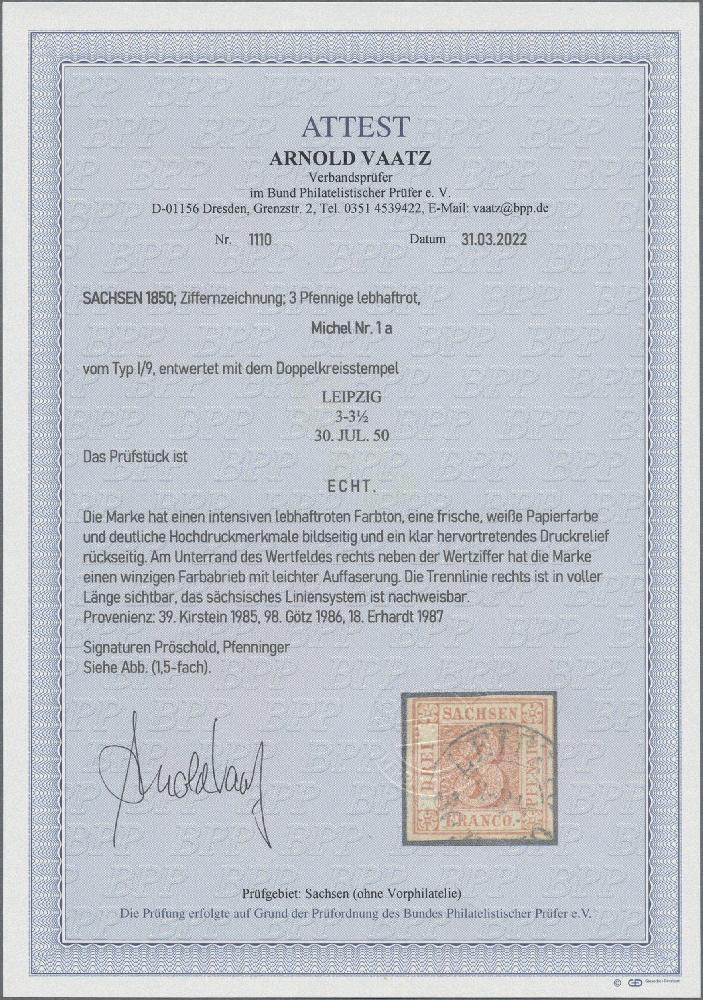 ATTEST
ARNOLD VAATZ
Verbandsprüfer
im Bund Philatelistischer Prüfer e. V.
D-01156 Dresden, Grenzstr. 2, Tel. 0351 4539422, E-Mail: vaatz@bpp.de
Nr. 1110 Datum 31.03.2022
SACHSEN 1850; Ziffernzeichnung; 3 Pfennige lebhaftrot,
Michel Nr. 1 a
vom Typ I/9, entwertet mit dem Doppelkreisstempel
LEIPZIG
3-3½
30. JUL. 50
Das Prüfstück ist
ECHT.
Die Marke hat einen intensiven lebhaftroten Farbton, eine frische, weiße Papierfarbe
und deutliche Hochdruckmerkmale bildseitig und ein klar hervortretendes Druckrelief
rückseitig. Am Unterrand des Wertfeldes rechts neben der Wertziffer hat die Marke
einen winzigen Farbabrieb mit leichter Auffaserung. Die Trennlinie rechts ist in voller
Länge sichtbar, das sächsisches Liniensystem ist nachweisbar.
Provenienz: 39. Kirstein 1985, 98. Götz 1986, 18. Erhardt 1987
Signaturen Pröschold, Pfenninger
Siehe Abb. (1,5-fach).
Arnold Vaatz
SACHSEN
DREI
3
PFENNIGE
FRANCO.
Prüfgebiet: Sachsen (ohne Vorphilatelie)
Die Prüfung erfolgte auf Grund der Prüfordnung des Bundes Philatelistischer Prüfer e.V.